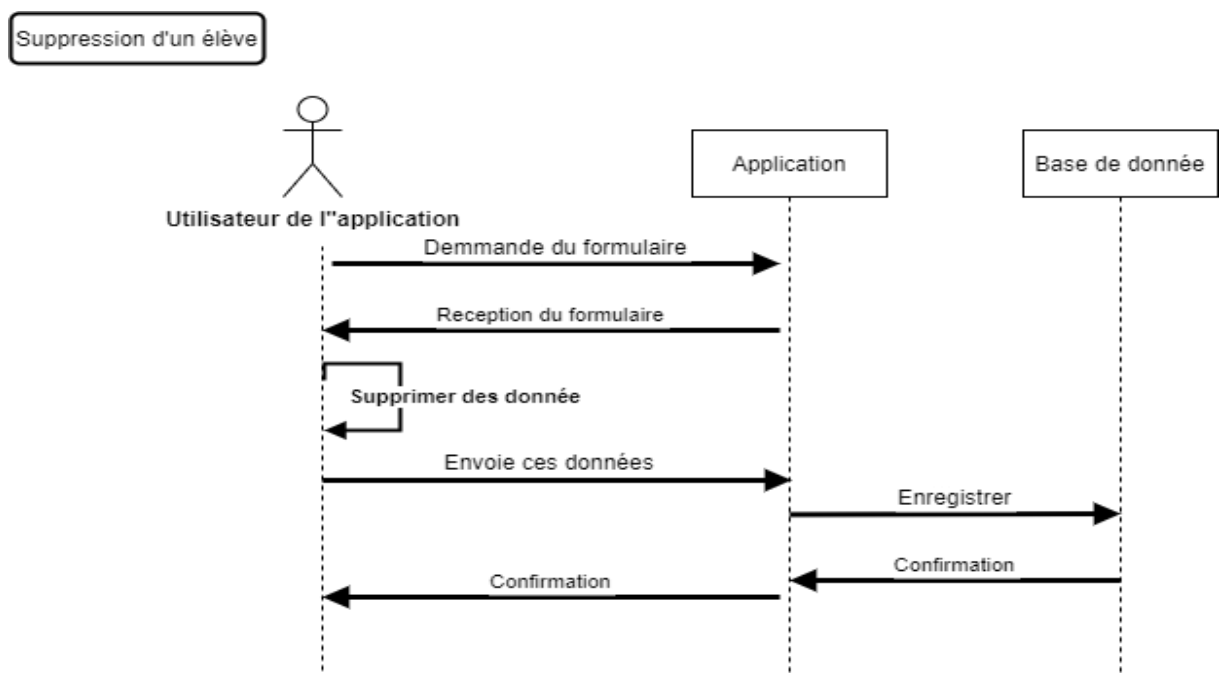 Suppression d'un élève
Application
Base de donnée
Utilisateur de l''application
Demmande du formulaire
Reception du formulaire
Supprimer des donnée
Envoie ces données
Enregistrer
Confirmation
Confirmation